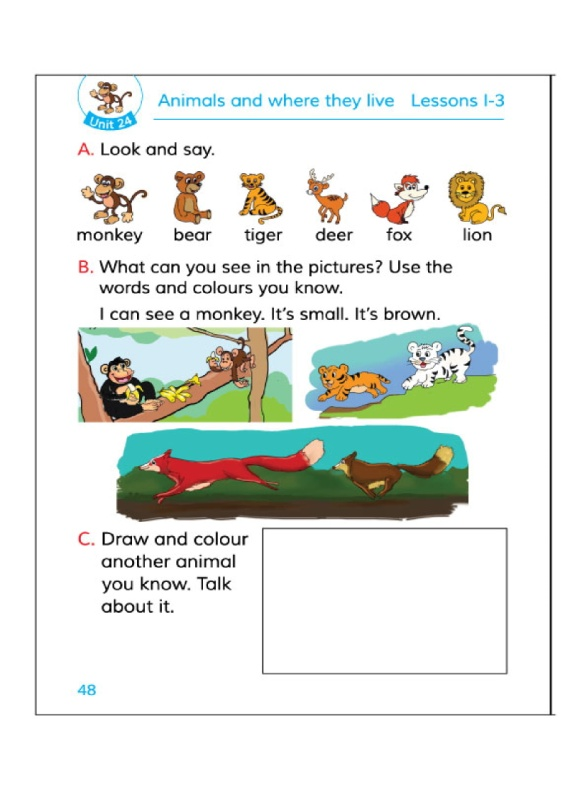 Unit 24
Animals and where they live Lessons 1-3
A. Look and say.
monkey bear tiger deer fox lion
B. What can you see in the pictures? Use the
words and colours you know.
I can see a monkey. It's small. It's brown.
C. Draw and colour
another animal
you know. Talk
about it.
48